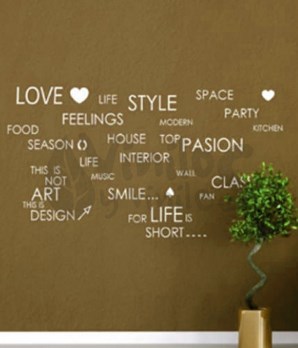 LOVE LIFE STYLE SPACE
FEELINGS MODERN PARTY
FOOD KITCHEN
SEASON HOUSE TOP PASION
LIFE INTERIOR
THIS IS MUSIC WALL
NOT CLAS
ART SMILE... FAN
THIS IS
DESIGN FOR LIFE IS
SHORT....